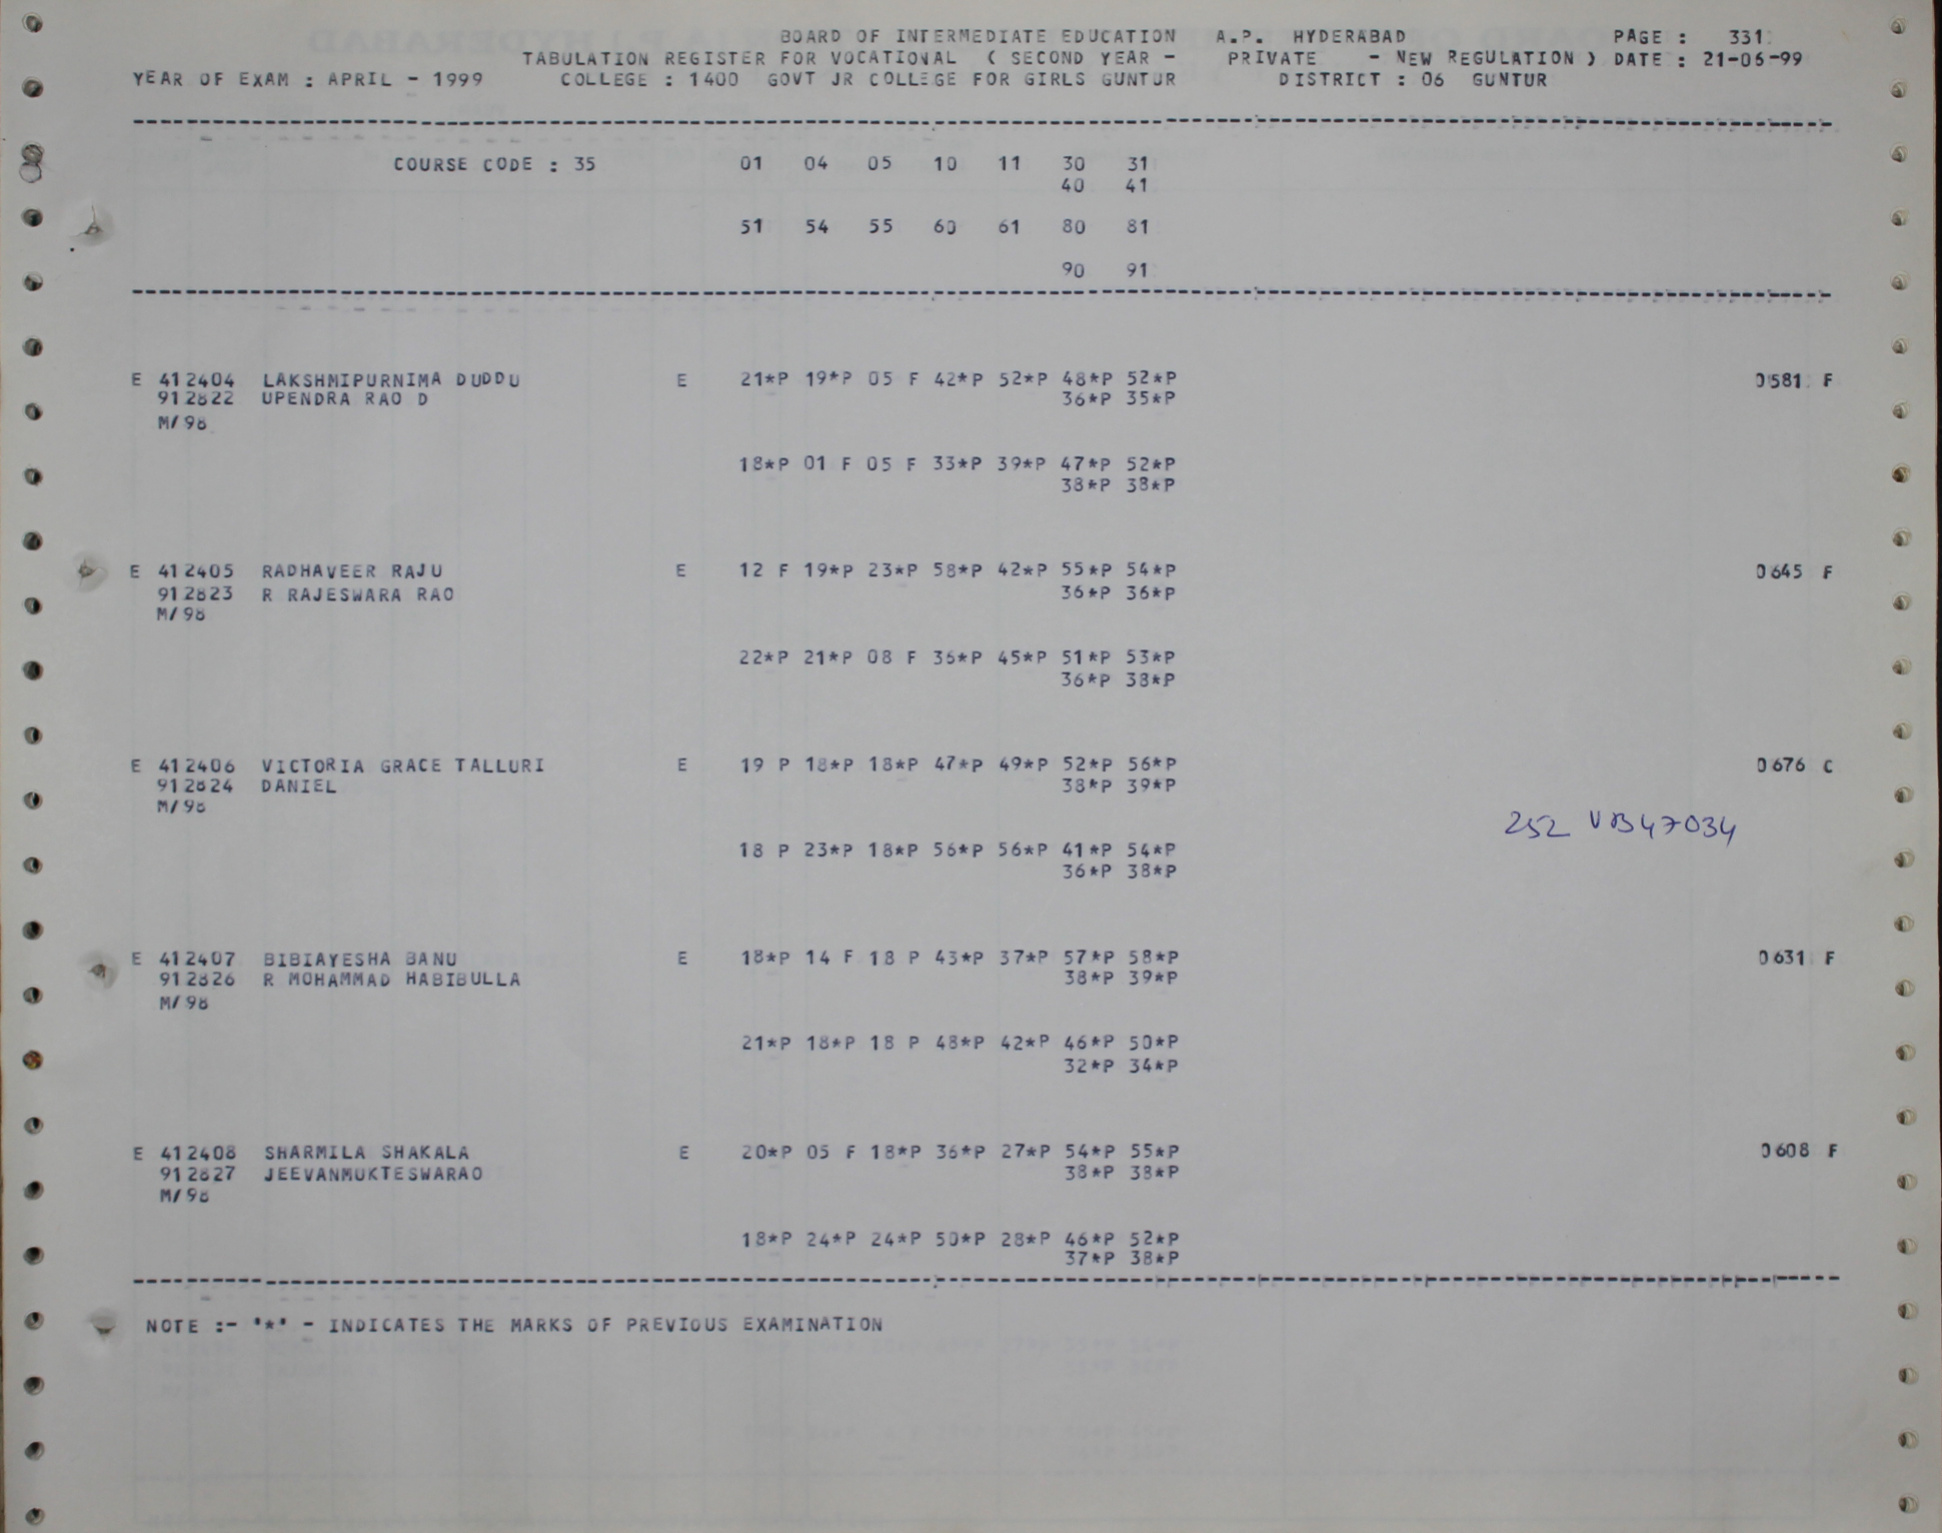 BOARD OF INTERMEDIATE EDUCATION A.P. HYDERABAD PAGE : 331
TABULATION REGISTER FOR VOCATIONAL ( SECOND YEAR - PRIVATE - NEW REGULATION ) DATE : 21-06-99
YEAR OF EXAM : APRIL - 1999 COLLEGE : 1400 GOVT JR COLLEGE FOR GIRLS GUNTUR DISTRICT : 06 GUNTUR
COURSE CODE : 35 01 04 05 10 11 30 31
40 41
51 54 55 60 61 80 81
90 91
E 412404 LAKSHMIPURNIMA DUDDU E 21*P 19*P 05 F 42*P 52*P 48*P 52*P 0581 F
912822 UPENDRA RAO D 36*P 35*P
M/98
18*P 01 F 05 F 33*P 39*P 47*P 52*P
38*P 38*P
E 412405 RADHAVEER RAJU E 12 F 19*P 23*P 58*P 42*P 55*P 54*P 0645 F
912823 R RAJESWARA RAO 36*P 36*P
M/98
22*P 21*P 08 F 36*P 45*P 51*P 53*P
36*P 38*P
E 412406 VICTORIA GRACE TALLURI E 19 P 18*P 18*P 47*P 49*P 52*P 56*P 0676 C
912824 DANIEL 38*P 39*P
M/98
252 VB47034
18 P 23*P 18*P 56*P 56*P 41*P 54*P
36*P 38*P
E 412407 BIBIAYESHA BANU E 18*P 14 F 18 P 43*P 37*P 57*P 58*P 0631 F
912826 R MOHAMMAD HABIBULLA 38*P 39*P
M/98
21*P 18*P 18 P 48*P 42*P 46*P 50*P
32*P 34*P
E 412408 SHARMILA SHAKALA E 20*P 05 F 18*P 36*P 27*P 54*P 55*P 0608 F
912827 JEEVANMUKTESWARAO 38*P 38*P
M/98
18*P 24*P 24*P 50*P 28*P 46*P 52*P
37*P 38*P
NOTE :- '*' - INDICATES THE MARKS OF PREVIOUS EXAMINATION